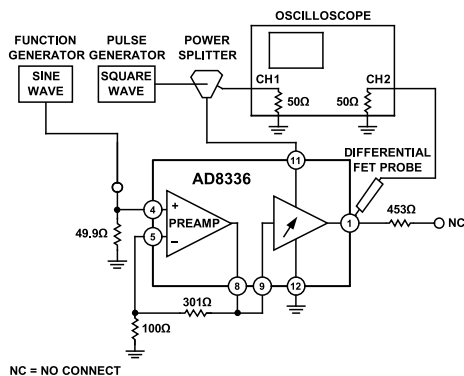 OSCILLOSCOPE
FUNCTION
GENERATOR
PULSE
GENERATOR
POWER
SPLITTER
SINE
WAVE
SQUARE
WAVE
CH1
CH2
50Ω
50Ω
DIFFERENTIAL
FET PROBE
11
AD8336
4
+
PREAMP
5
–
49.9Ω
1
453Ω
NC
8
9
12
301Ω
100Ω
NC = NO CONNECT